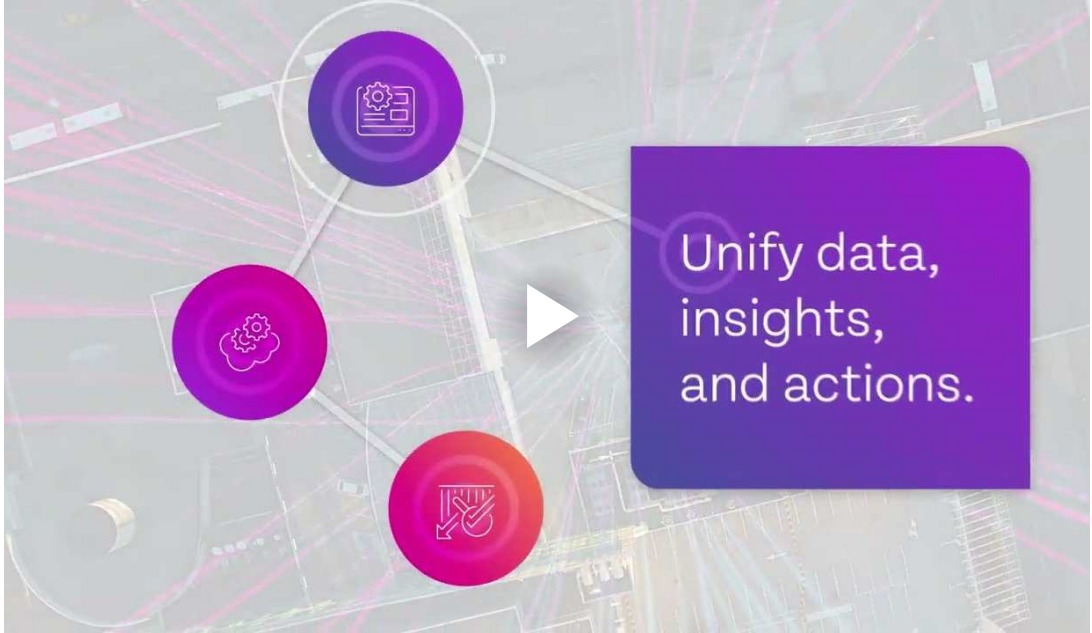 Unify data,
insights,
and actions.